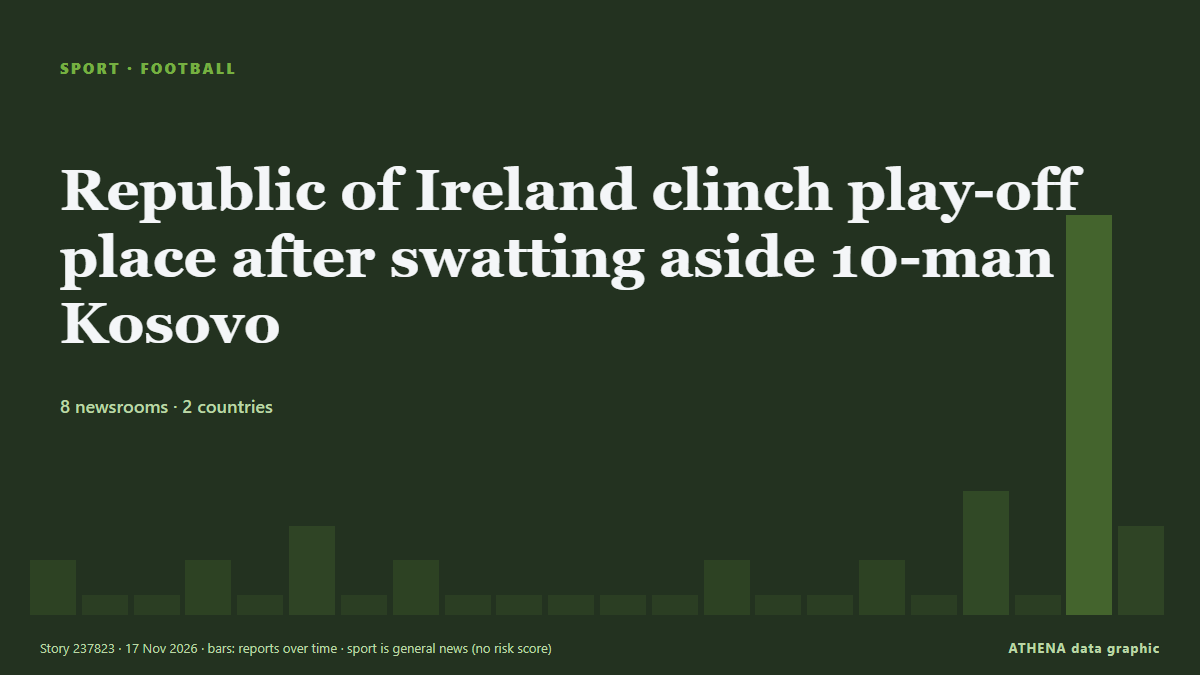 SPORT · FOOTBALL
Republic of Ireland clinch play-off
place after swatting aside 10-man
Kosovo
8 newsrooms · 2 countries
Story 237823 · 17 Nov 2026 · bars: reports over time · sport is general news (no risk score)
ATHENA data graphic